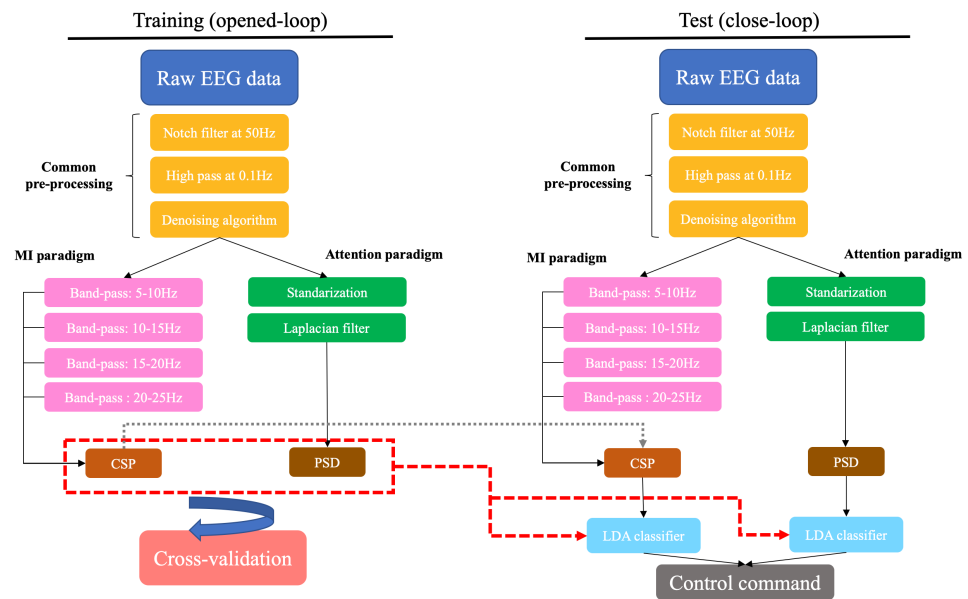 Training (opened-loop)
Raw EEG data
Common
pre-processing
Notch filter at 50Hz
High pass at 0.1Hz
Denoising algorithm
MI paradigm
Attention paradigm
Band-pass: 5-10Hz
Band-pass: 10-15Hz
Band-pass: 15-20Hz
Band-pass : 20-25Hz
Standarization
Laplacian filter
CSP
PSD
Cross-validation
Test (close-loop)
Raw EEG data
Common
pre-processing
Notch filter at 50Hz
High pass at 0.1Hz
Denoising algorithm
MI paradigm
Attention paradigm
Band-pass: 5-10Hz
Band-pass: 10-15Hz
Band-pass: 15-20Hz
Band-pass : 20-25Hz
Standarization
Laplacian filter
CSP
PSD
LDA classifier
LDA classifier
Control command